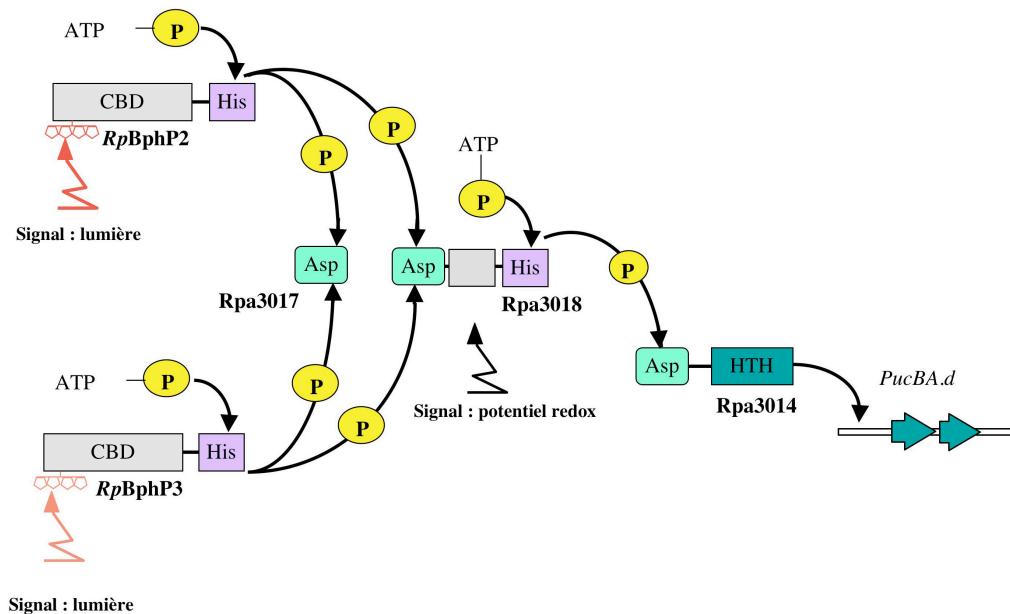 ATP
P
CBD
His
RpBphP2
Signal : lumière
P
P
ATP
P
Asp
Rpa3017
Asp
His
Rpa3018
P
Signal : potentiel redox
Asp
HTH
Rpa3014
PucBA.d
ATP
P
P
P
CBD
His
RpBphP3
Signal : lumière